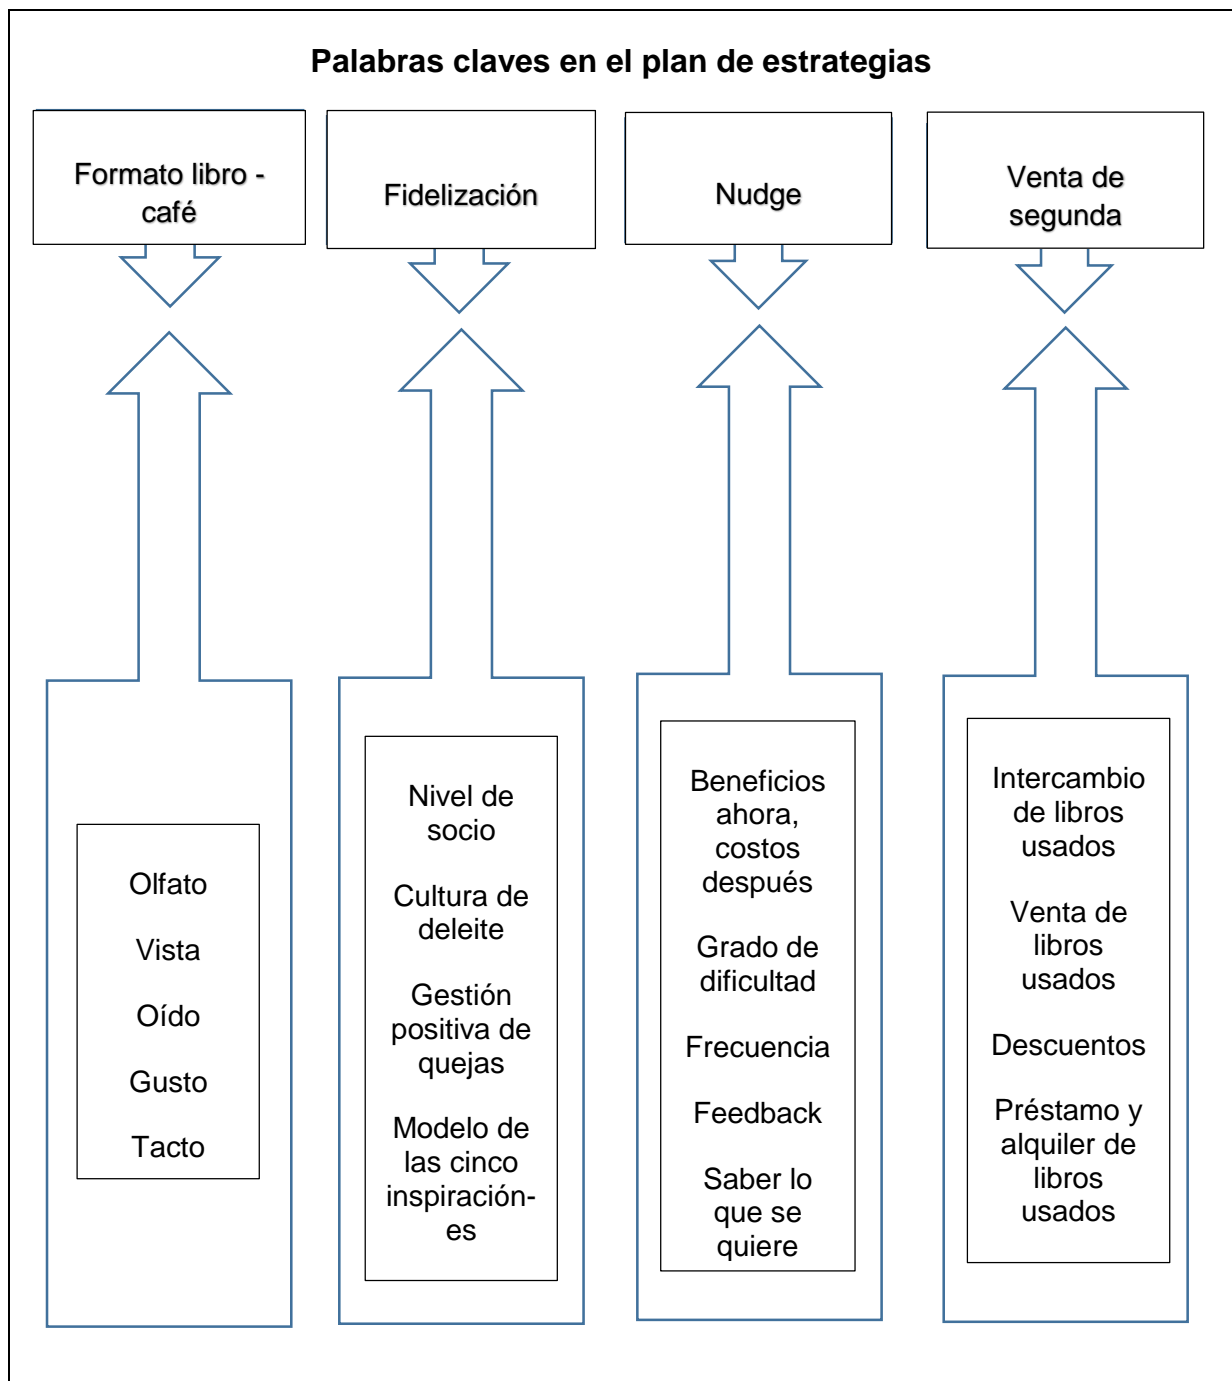 Palabras claves en el plan de estrategias
Formato libro -
café
Fidelización
Nudge
Venta de
segunda
Olfato
Vista
Oído
Gusto
Tacto
Nivel de
socio
Cultura de
deleite
Gestión
positiva de
quejas
Modelo de
las cinco
inspiración-
es
Beneficios
ahora,
costos
después
Grado de
dificultad
Frecuencia
Feedback
Saber lo
que se
quiere
Intercambio
de libros
usados
Venta de
libros
usados
Descuentos
Préstamo y
alquiler de
libros
usados